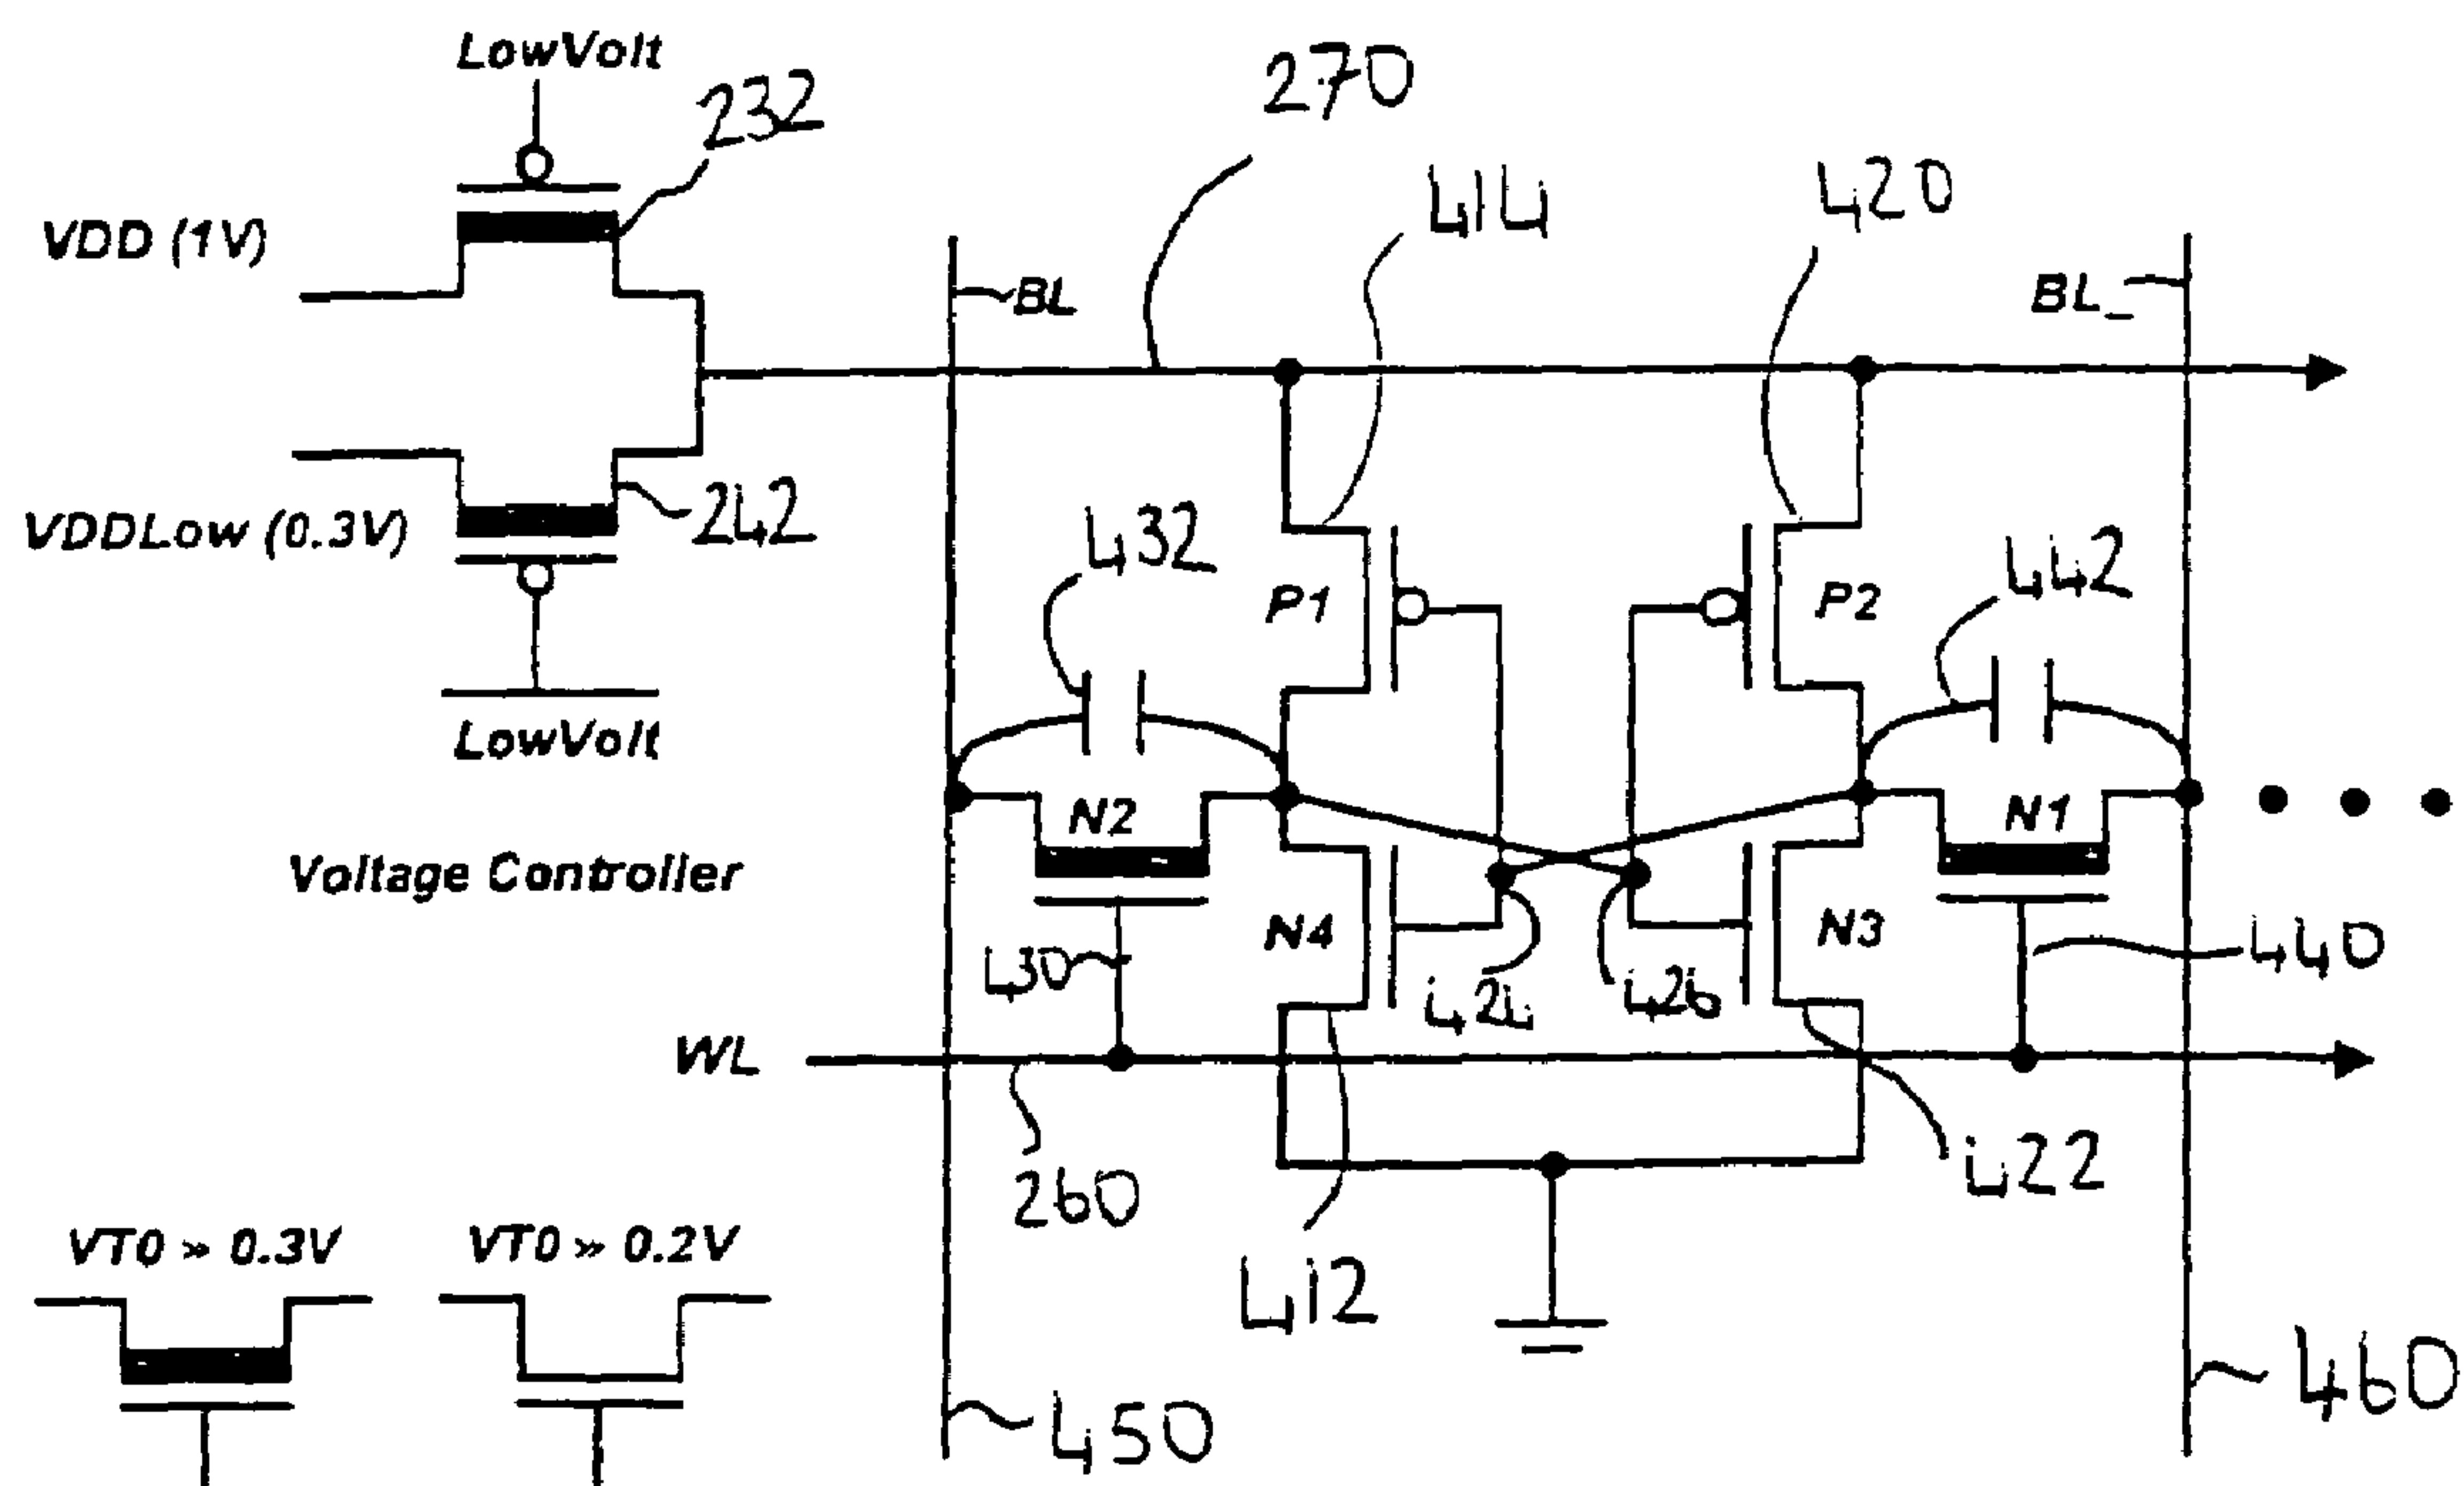 LowVolt
232
270
414
420
VDD (1V)
BL
BL_
VDDLow (0.3V)
242
432
442
P1
P2
LowVolt
N2
N1
Voltage Controller
N4
N3
430
424
426
440
WL
260
422
VT0 » 0.3V
VT0 » 0.2V
412
450
460